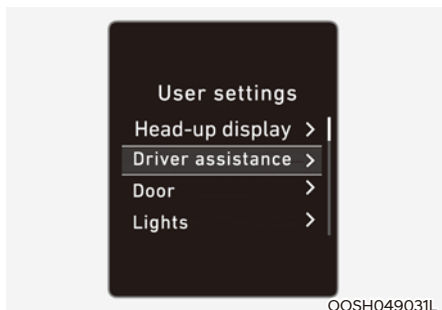 User settings
Head-up display >
Driver assistance >
Door >
Lights >
OOSH049031L